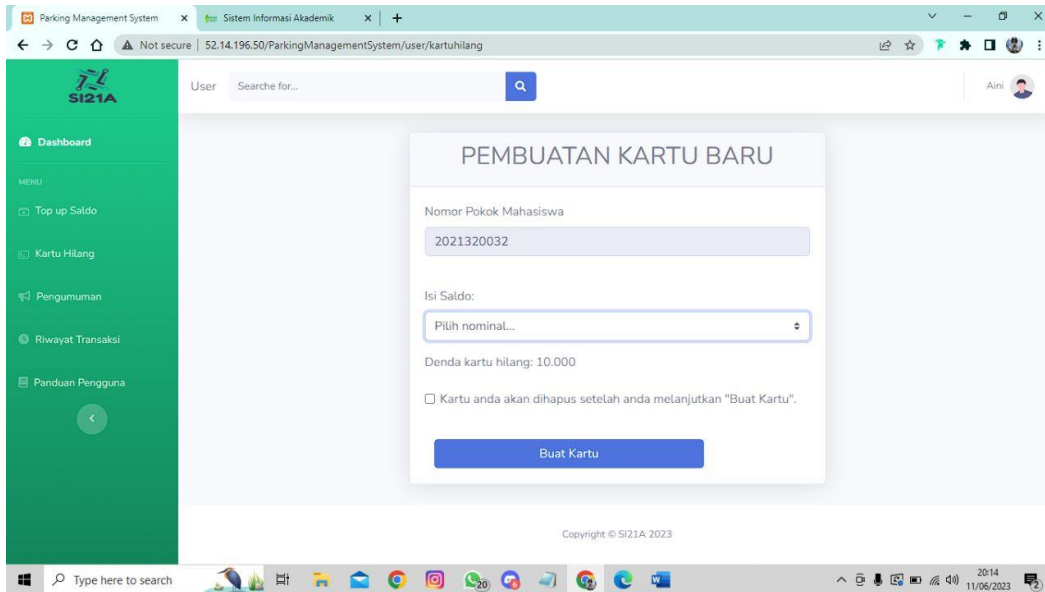 Parking Management System
Sistem Informasi Akademik
Not secure | 52.14.196.50/ParkingManagementSystem/user/kartuhilang
SI21A
User
Searche for...
Aini
Dashboard
MENU
Top up Saldo
Kartu Hilang
Pengumuman
Riwayat Transaksi
Panduan Pengguna
PEMBUATAN KARTU BARU
Nomor Pokok Mahasiswa
2021320032
Isi Saldo:
Pilih nominal...
Denda kartu hilang: 10.000
Kartu anda akan dihapus setelah anda melanjutkan "Buat Kartu".
Buat Kartu
Copyright © SI21A 2023
Type here to search
20
20:14
11/06/2023
2